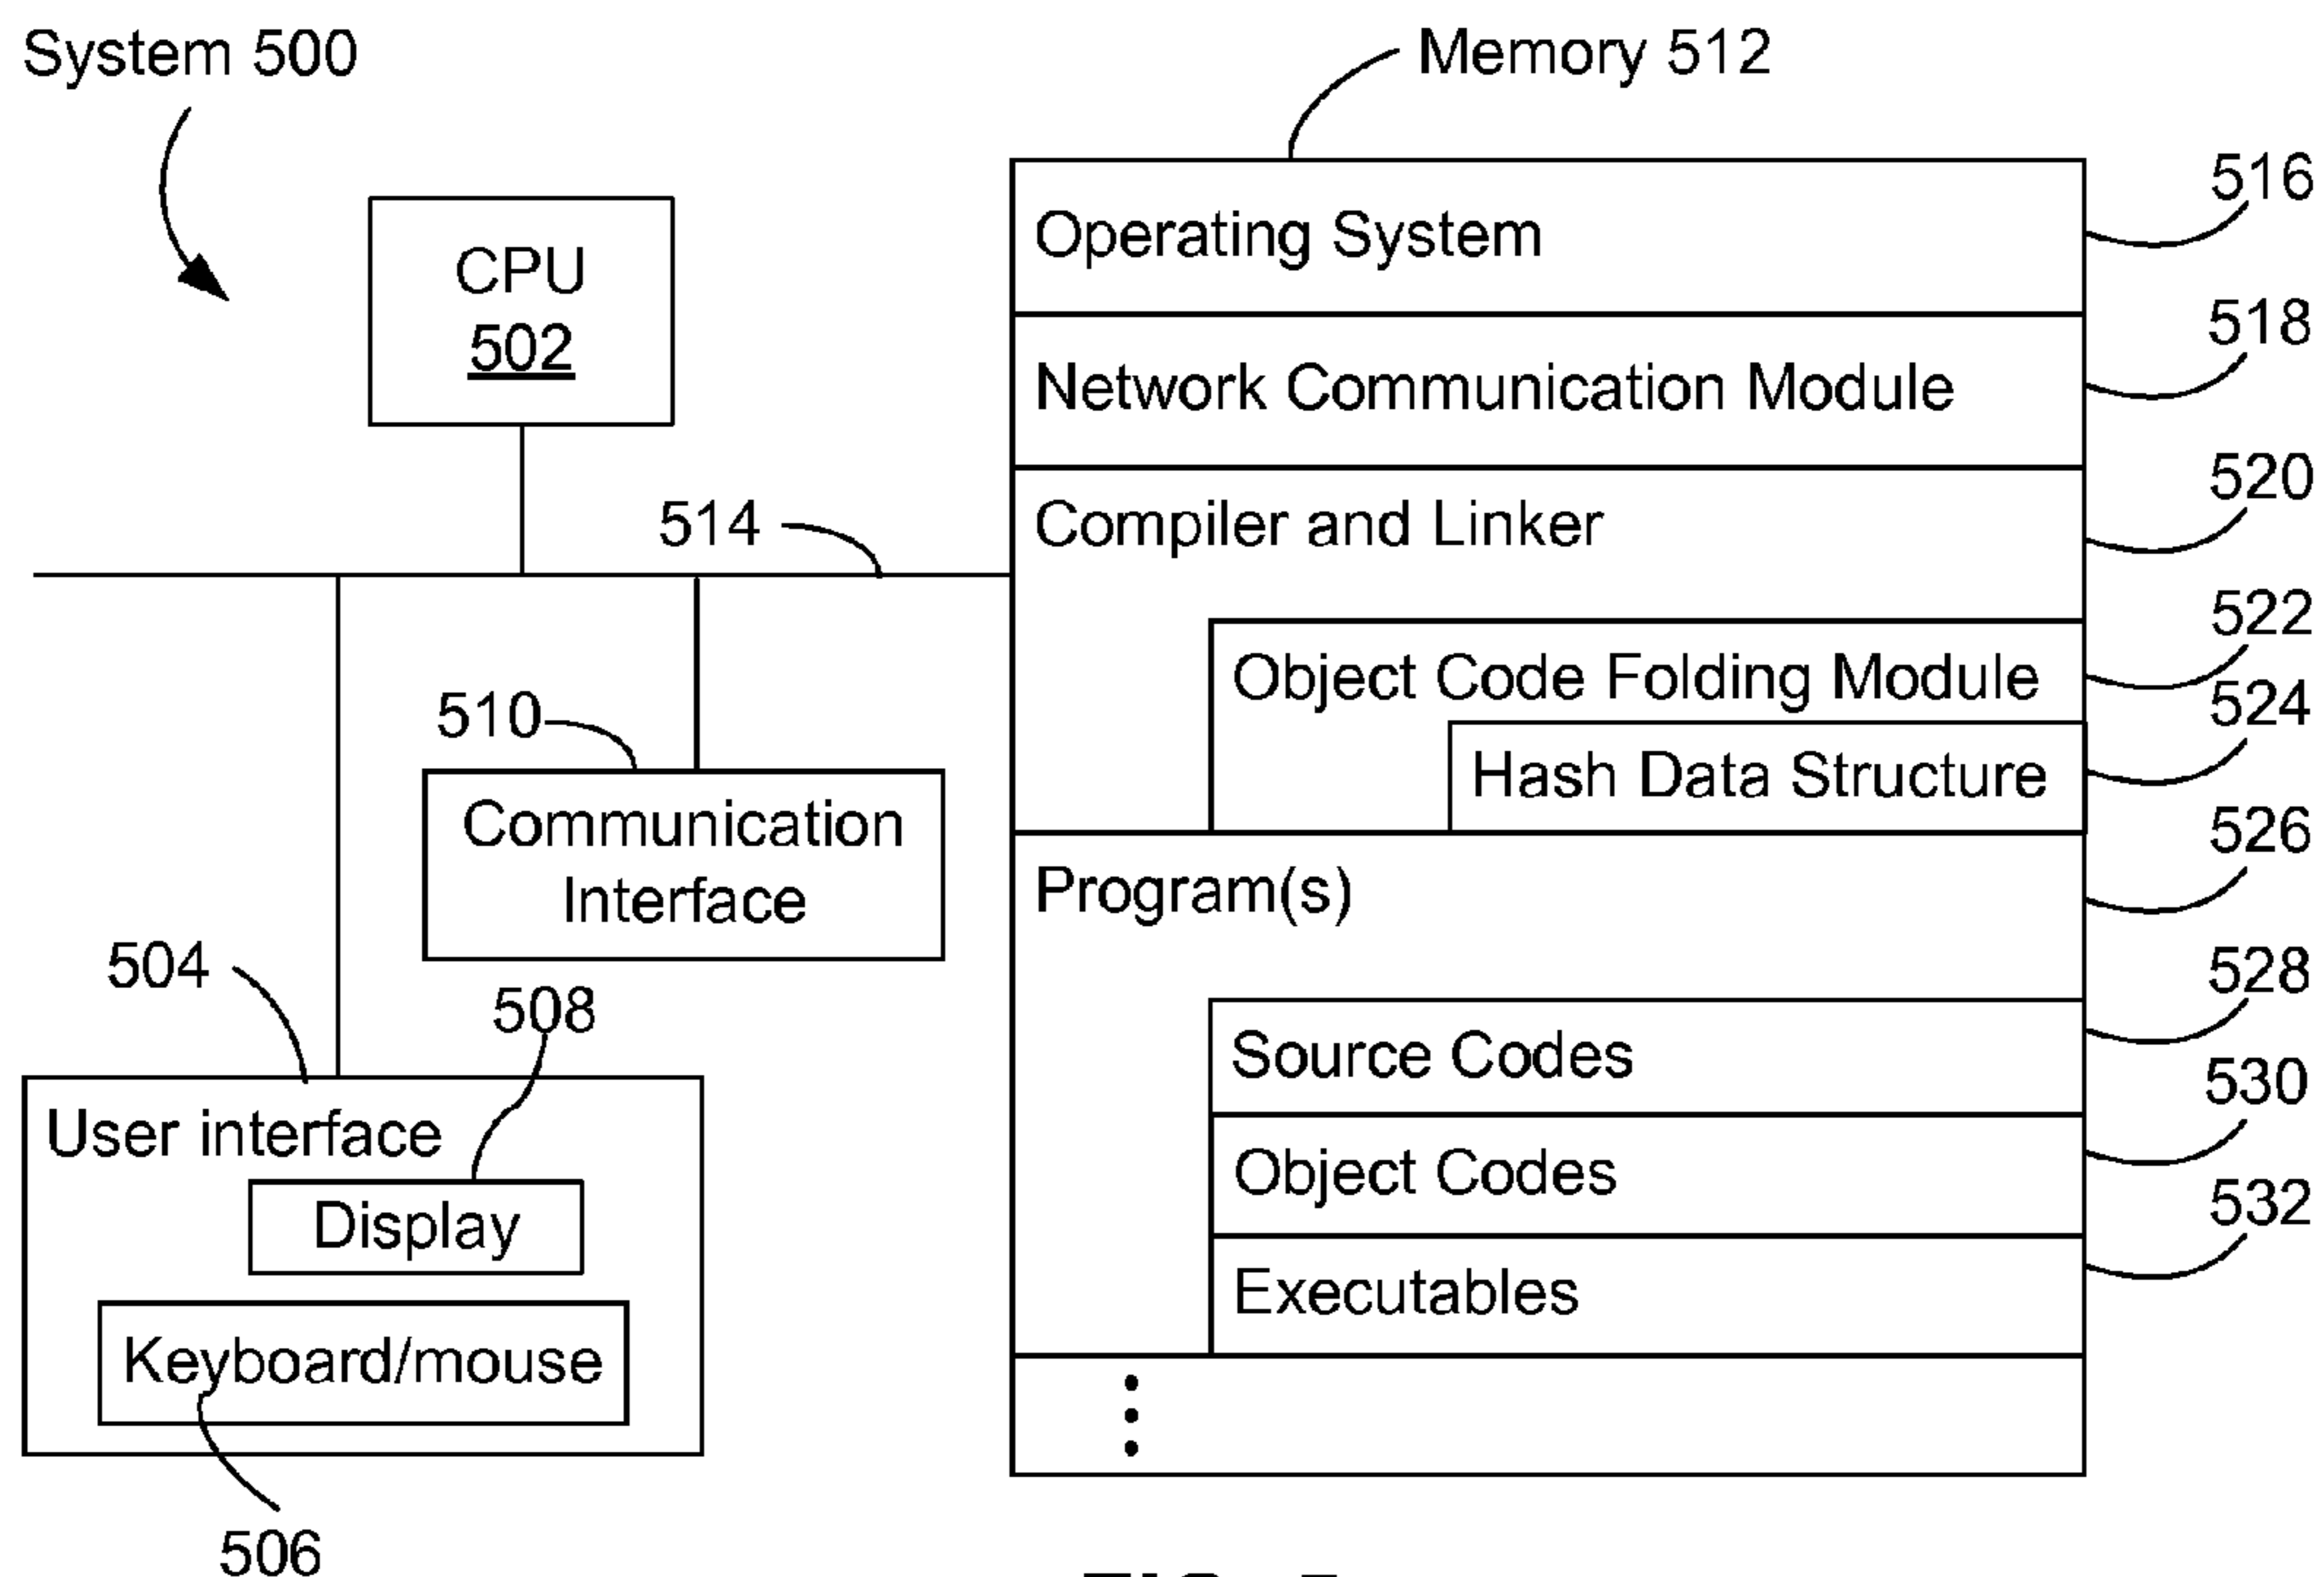 System 500
Memory 512
CPU
502
514
510
Communication
Interface
504
508
User interface
Display
Keyboard/mouse
506
Operating System
516
Network Communication Module
518
Compiler and Linker
520
Object Code Folding Module
522
Hash Data Structure
524
Program(s)
526
Source Codes
528
Object Codes
530
Executables
532